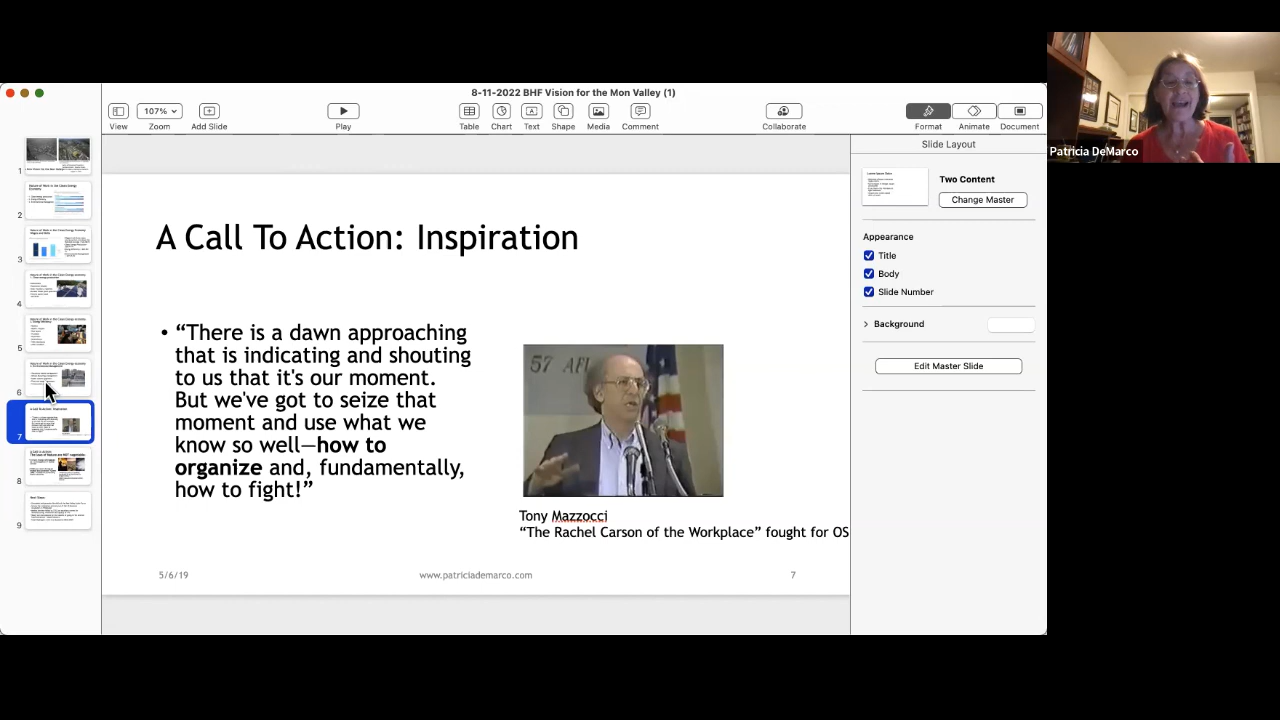 8-11-2022 BHF Vision for the Mon Valley (1)
107%
View
Zoom
Add Slide
Play
Table
Chart
Text
Shape
Media
Comment
Collaborate
Format
Animate
Document
Patricia DeMarco
1
2
3
4
5
6
7
8
9
A Call To Action: Inspiration
• “There is a dawn approaching
that is indicating and shouting
to us that it's our moment.
But we've got to seize that
moment and use what we
know so well—how to
organize and, fundamentally,
how to fight!”
57 AFL
Tony Mazzocci
“The Rachel Carson of the Workplace” fought for OS
5/6/19
www.patriciademarco.com
7
Slide Layout
Two Content
Change Master
Appearance
Title
Body
Slide Number
Background
Edit Master Slide